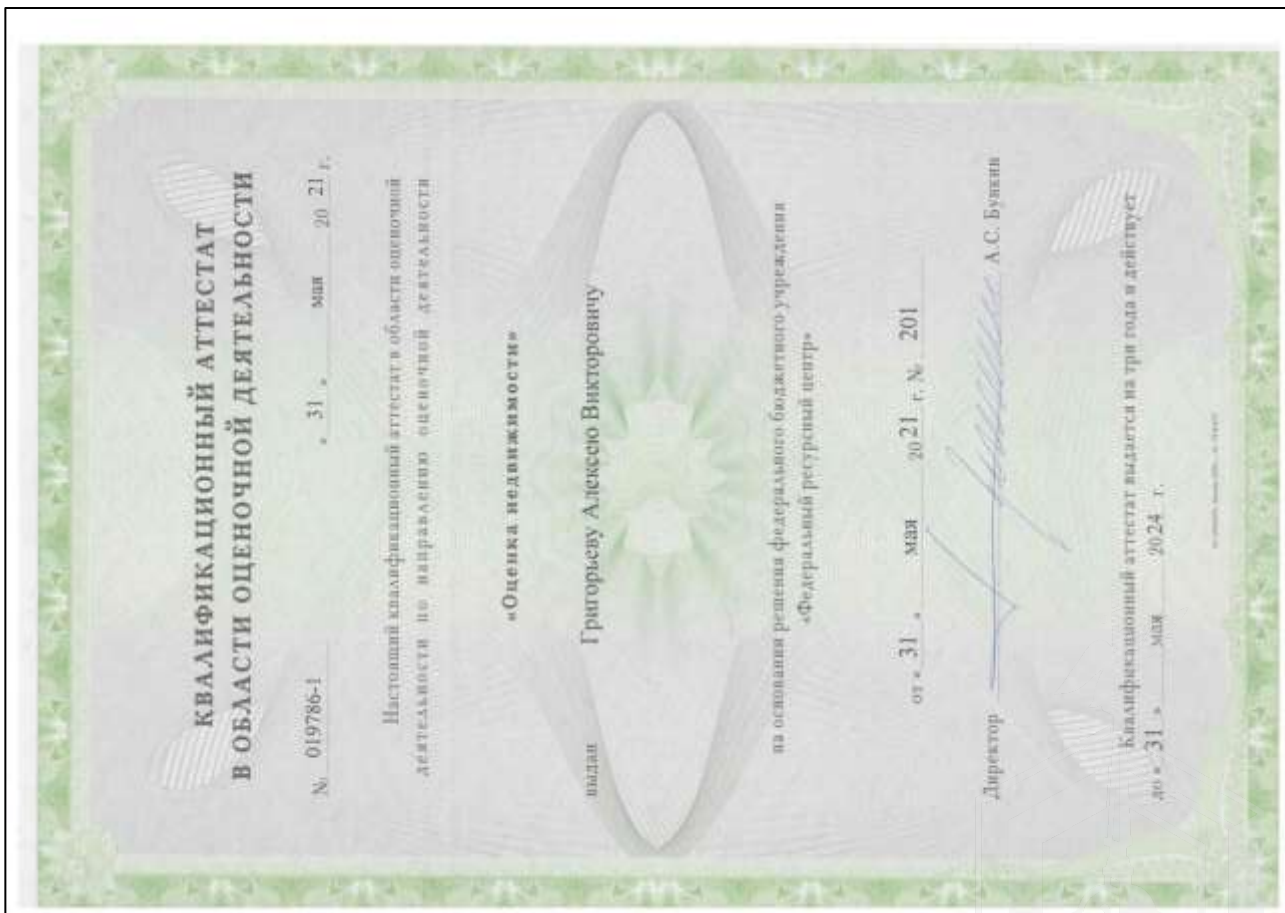 КВАЛИФИКАЦИОННЫЙ АТТЕСТАТ
В ОБЛАСТИ ОЦЕНОЧНОЙ ДЕЯТЕЛЬНОСТИ
№ 019786-1 « 31 » мая 20 21 г.
Настоящий квалификационный аттестат в области оценочной
деятельности по направлению оценочной деятельности
«Оценка недвижимости»
выдан Григорьеву Алексею Викторовичу
на основании решения федерального бюджетного учреждения
«Федеральный ресурсный центр»
от « 31 » мая 20 21 г. № 201
Директор А.С. Бункин
Квалификационный аттестат выдается на три года и действует
до « 31 » мая 2024 г.